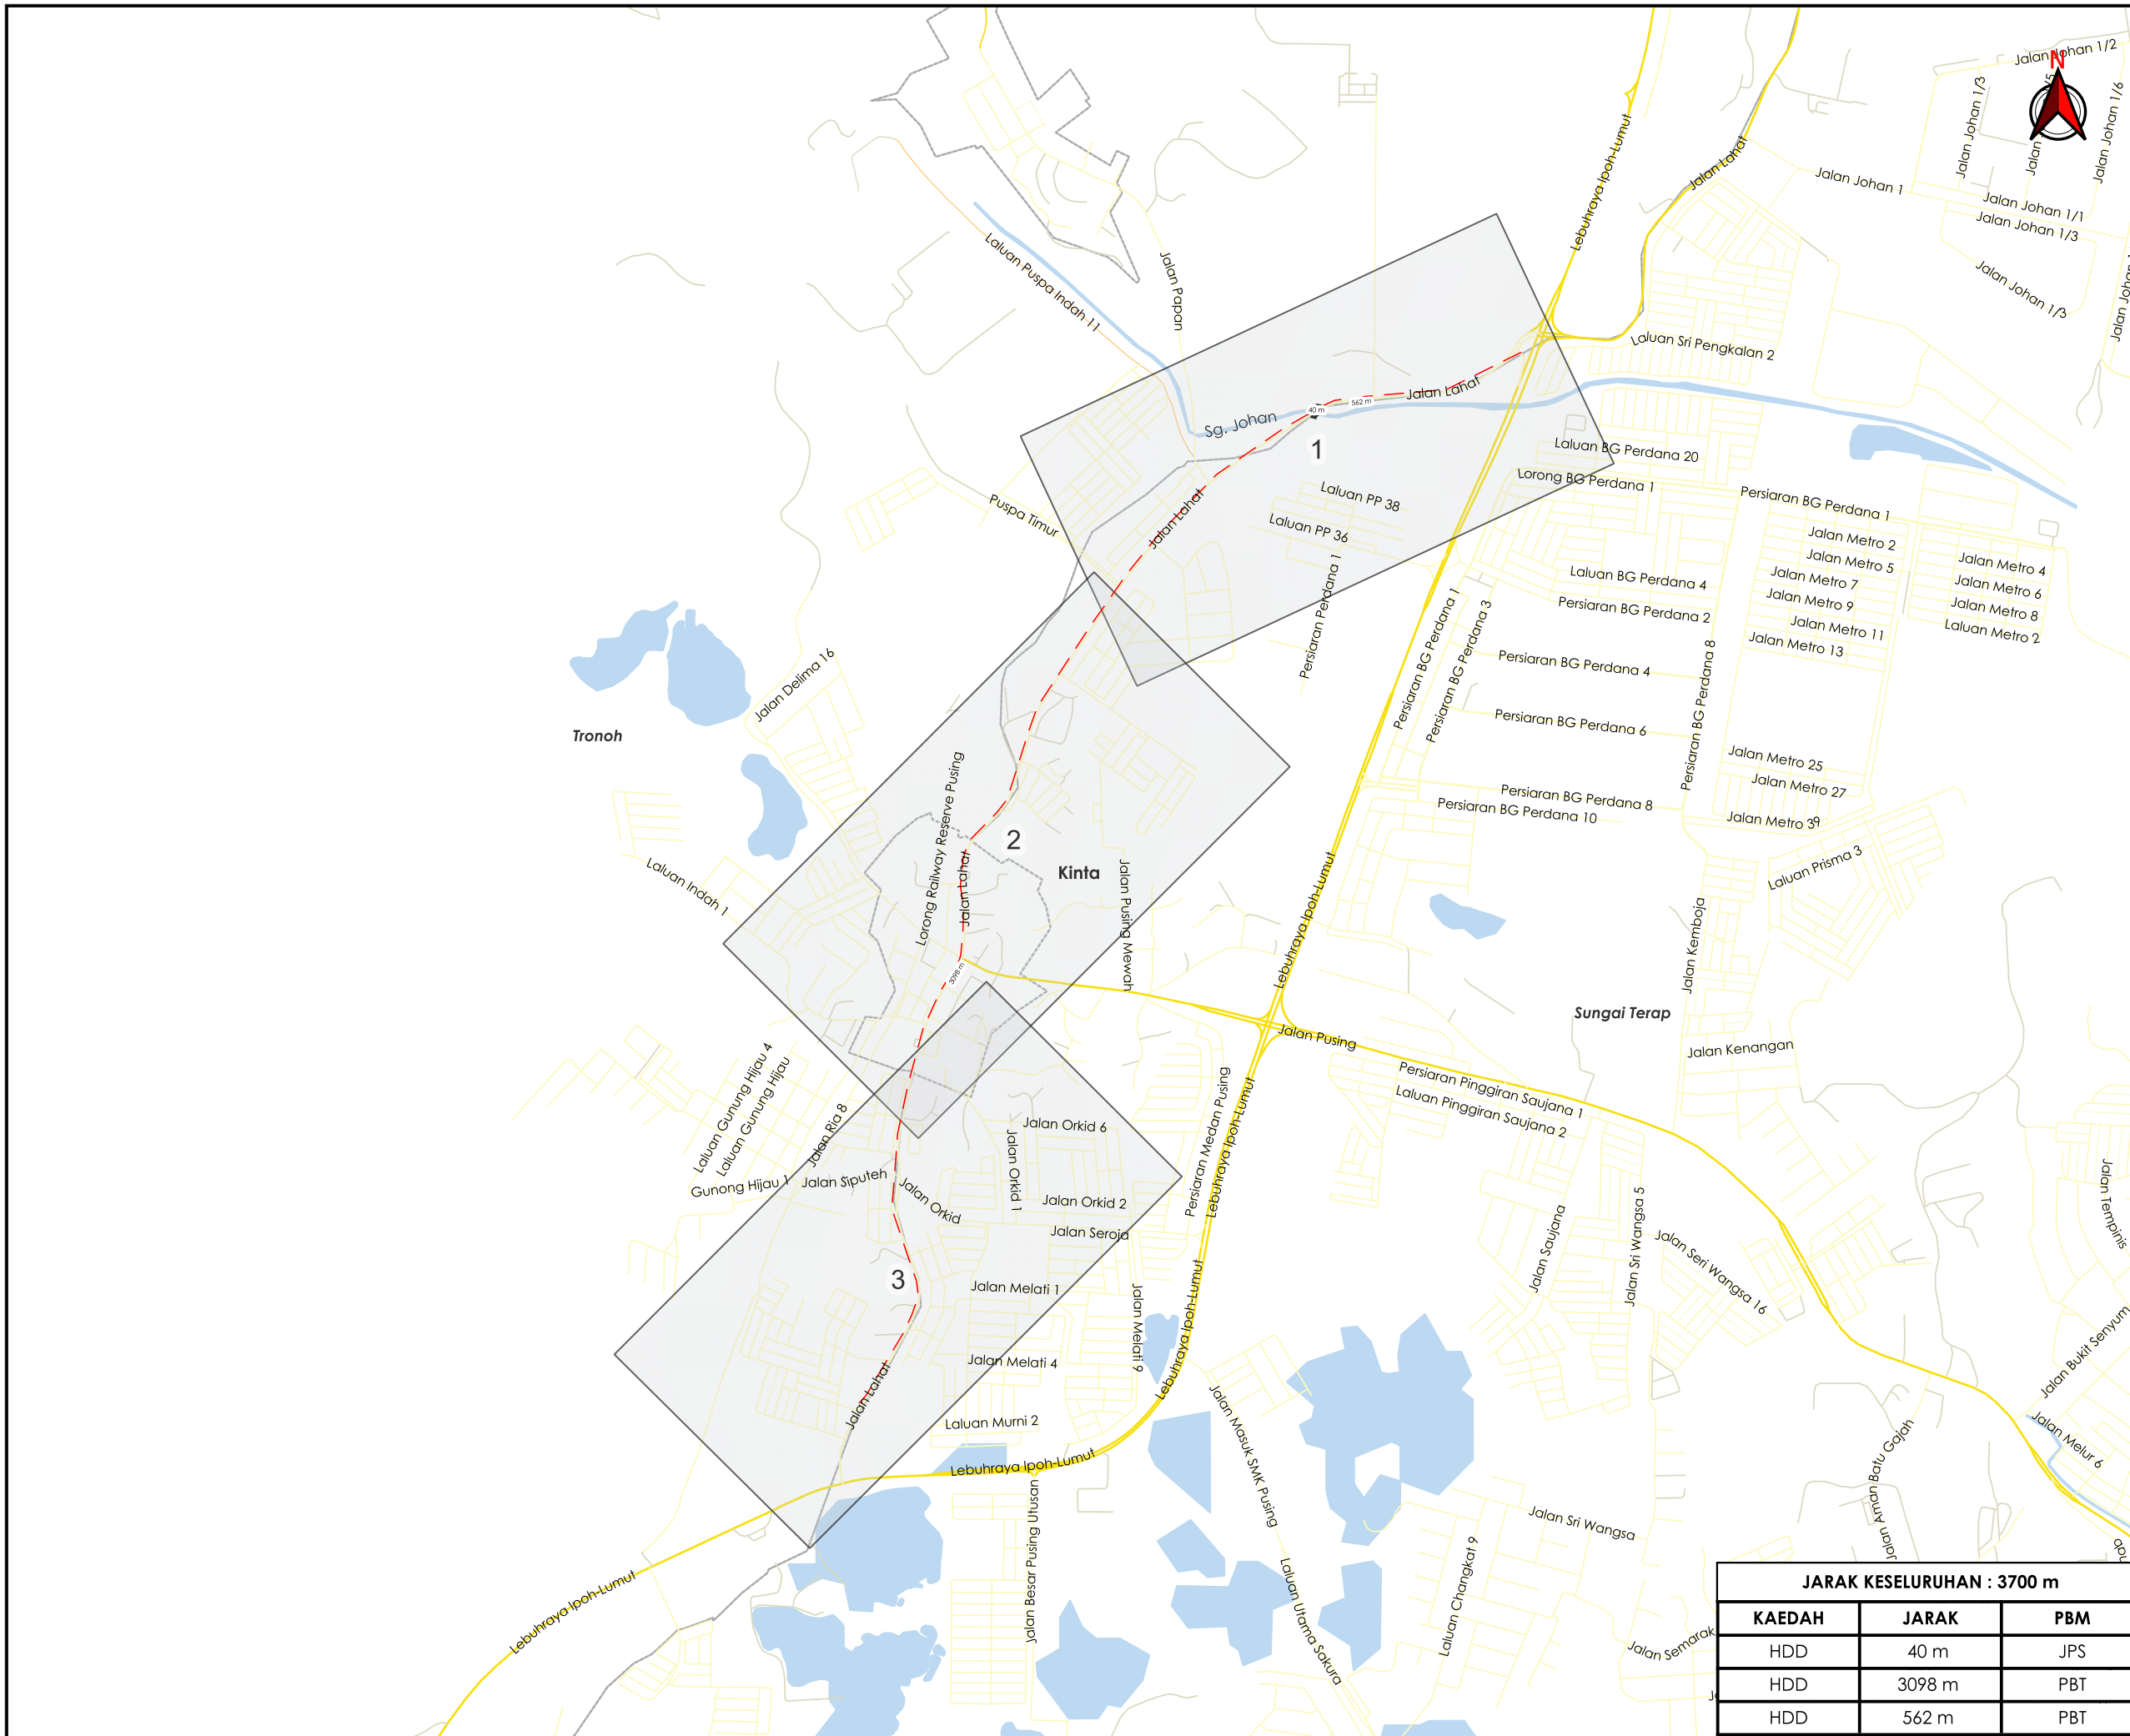 Jalan Johan 1/2
N
Jalan Johan 1/3
Jalan Johan 1/6
Lebuhraya Ipoh-Lumut
Jalan Lahat
Jalan Johan 1
Jalan Johan 1/1
Jalan Johan 1/3
Jalan Johan 1/3
Laluan Puspa Indah 11
Jalan Papan
Laluan Sri Pengkalan 2
Jalan Lahat
562 m
40 m
Sg. Johan
1
Laluan BG Perdana 20
Lorong BG Perdana 1
Persiaran BG Perdana 1
Laluan PP 38
Laluan PP 36
Puspa Timur
Jalan Lahat
Jalan Metro 2
Jalan Metro 5
Jalan Metro 7
Jalan Metro 9
Jalan Metro 11
Jalan Metro 13
Jalan Metro 4
Jalan Metro 6
Jalan Metro 8
Laluan Metro 2
Laluan BG Perdana 4
Persiaran BG Perdana 2
Persiaran Perdana 1
Persiaran BG Perdana 1
Persiaran BG Perdana 3
Persiaran BG Perdana 4
Persiaran BG Perdana 8
Persiaran BG Perdana 6
Jalan Delima 16
Tronoh
Jalan Metro 25
Jalan Metro 27
Jalan Metro 39
Persiaran BG Perdana 8
Persiaran BG Perdana 10
Lorong Railway Reserve Pusing
2
Jalan Lahat
Kinta
Jalan Pusing Mewah
Laluan Indah 1
Lebuhraya Ipoh-Lumut
Laluan Prisma 3
Jalan Kemboja
3098 m
Sungai Terap
Jalan Pusing
Jalan Kenangan
Persiaran Pinggiran Saujana 1
Laluan Pinggiran Saujana 2
Laluan Gunung Hijau 4
Laluan Gunung Hijau
Jalan Ria 8
Gunong Hijau 1
Jalan Siputeh
Jalan Orkid
Jalan Orkid 6
Jalan Orkid 1
Jalan Orkid 2
Jalan Seroja
Persiaran Medan Pusing
Lebuhraya Ipoh-Lumut
Jalan Saujana
Jalan Sri Wangsa 5
Jalan Seri Wangsa 16
Jalan Tempinis
3
Jalan Melati 1
Jalan Melati 9
Jalan Melati 4
Lebuhraya Ipoh-Lumut
Jalan Lahat
Laluan Murni 2
Lebuhraya Ipoh-Lumut
Jalan Masuk SMK Pusing
Jalan Bukit Senyum
Jalan Melur 6
Jalan Aman Batu Gajah
Jalan Besar Pusing Utusan
Jalan Sri Wangsa
Laluan Changkat 9
Laluan Utama Sakura
Jalan Semarak
Lebuhraya Ipoh-Lumut
JARAK KESELURUHAN : 3700 m
KAEDAH JARAK PBM
HDD 40 m JPS
HDD 3098 m PBT
HDD 562 m PBT